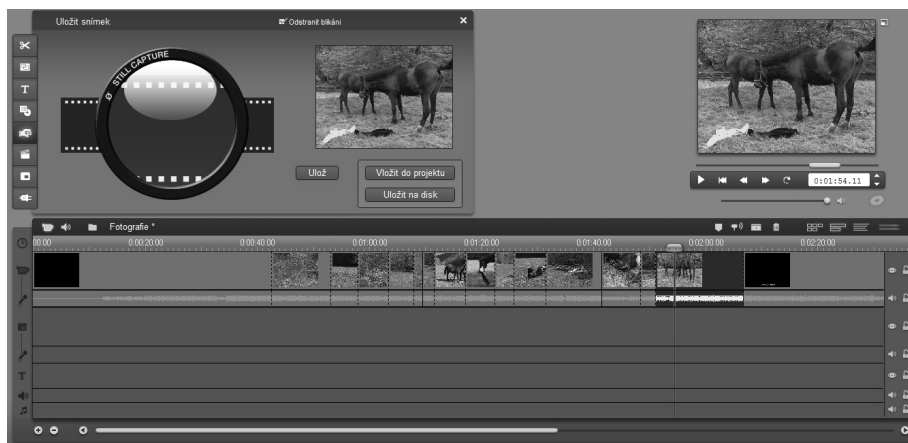 Uložit snímek
Odstranit blikání
Ø STILL CAPTURE
Ulož
Vložit do projektu
Uložit na disk
T
0:01:54.11
Fotografie *
00.00 0:00:20.00 0:00:40.00 0:01:00.00 0:01:20.00 0:01:40.00 0:02:00.00 0:02:20.00
T